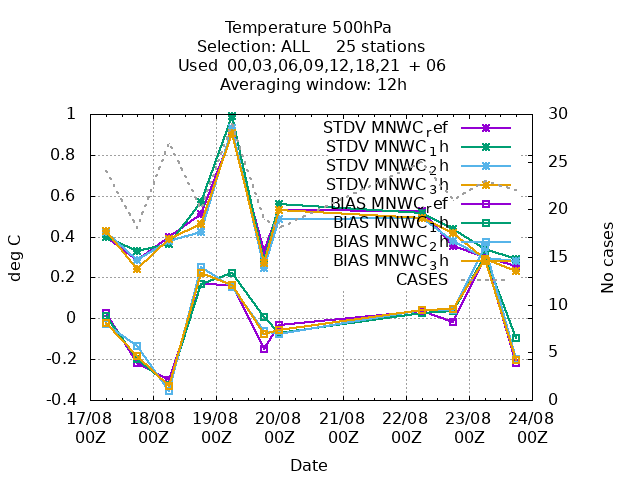 Temperature 500hPa
Selection: ALL 25 stations
Used 00,03,06,09,12,18,21 + 06
Averaging window: 12h
1
0.8
0.6
0.4
0.2
0
-0.2
-0.4
deg C
30
25
20
15
10
5
0
No cases
STDV MNWC_ref
STDV MNWC_1h
STDV MNWC_2h
STDV MNWC_3h
BIAS MNWC_ref
BIAS MNWC_1h
BIAS MNWC_2h
BIAS MNWC_3h
CASES
17/08 18/08 19/08 20/08 21/08 22/08 23/08 24/08
00Z 00Z 00Z 00Z 00Z 00Z 00Z 00Z
Date